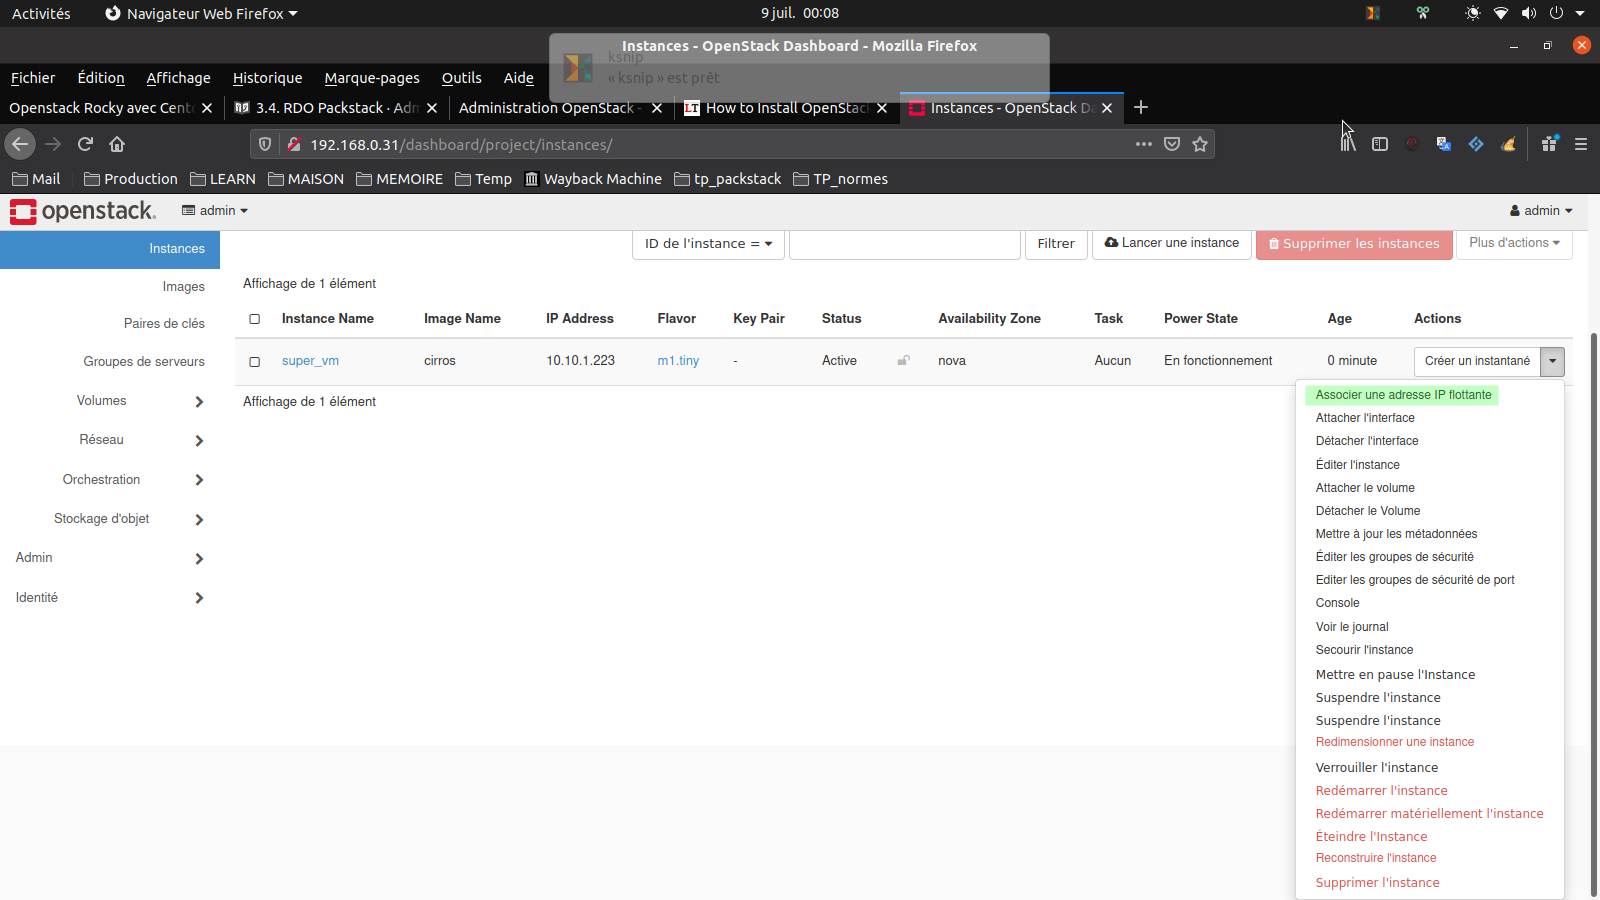 Activités
Navigateur Web Firefox
9 juil. 00:08
Instances - OpenStack Dashboard - Mozilla Firefox
ksnip
« ksnip » est prêt
Fichier Édition Affichage Historique Marque-pages Outils Aide
Openstack Rocky avec Cent
3.4. RDO Packstack · Adm
Administration OpenStack -
LT How to Install OpenStack
Instances - OpenStack Da
192.168.0.31/dashboard/project/instances/
Mail Production LEARN MAISON MEMOIRE Temp Wayback Machine tp_packstack TP_normes
openstack. admin admin
Instances
Images
Paires de clés
Groupes de serveurs
Volumes
Réseau
Orchestration
Stockage d'objet
Admin
Identité
ID de l'instance = Filtrer Lancer une instance Supprimer les instances Plus d'actions
Affichage de 1 élément
Instance Name Image Name IP Address Flavor Key Pair Status Availability Zone Task Power State Age Actions
super_vm cirros 10.10.1.223 m1.tiny - Active nova Aucun En fonctionnement 0 minute Créer un instantané
Affichage de 1 élément
Associer une adresse IP flottante
Attacher l'interface
Détacher l'interface
Éditer l'instance
Attacher le volume
Détacher le Volume
Mettre à jour les métadonnées
Éditer les groupes de sécurité
Editer les groupes de sécurité de port
Console
Voir le journal
Secourir l'instance
Mettre en pause l'Instance
Suspendre l'instance
Suspendre l'instance
Redimensionner une instance
Verrouiller l'instance
Redémarrer l'instance
Redémarrer matériellement l'instance
Éteindre l'Instance
Reconstruire l'instance
Supprimer l'instance